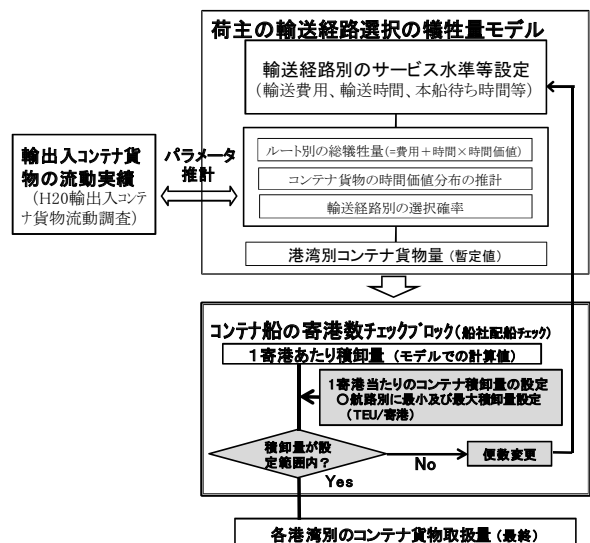 荷主の輸送経路選択の犠牲量モデル
輸送経路別のサービス水準等設定
(輸送費用、輸送時間、本船待ち時間等)
輸出入コンテナ貨
物の流動実績
(H20輸出入コンテ
ナ貨物流動調査)
パラメータ
推計
ルート別の総犠牲量(=費用+時間×時間価値)
コンテナ貨物の時間価値分布の推計
輸送経路別の選択確率
港湾別コンテナ貨物量 (暫定値)
コンテナ船の寄港数チェックブロック(船社配船チェック)
1寄港あたり積卸量 (モデルでの計算値)
1寄港当たりのコンテナ積卸量の設定
○航路別に最小及び最大積卸量設定
(TEU/寄港)
積卸量が設
定範囲内?
No
便数変更
Yes
各港湾別のコンテナ貨物取扱量 (最終)